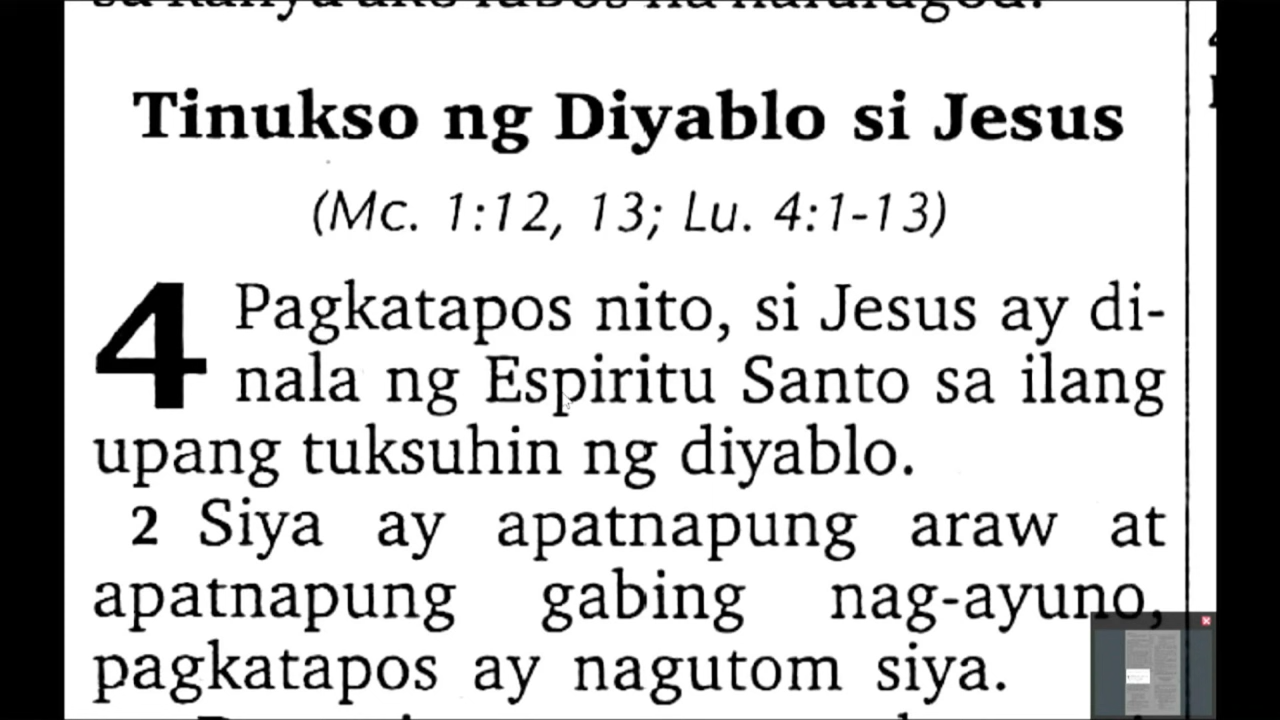 Tinukso ng Diyablo si Jesus
(Mc. 1:12, 13; Lu. 4:1-13)
4 Pagkatapos nito, si Jesus ay di-
nala ng Espiritu Santo sa ilang
upang tuksuhin ng diyablo.
2 Siya ay apatnapung araw at
apatnapung gabing nag-ayuno,
pagkatapos ay nagutom siya.